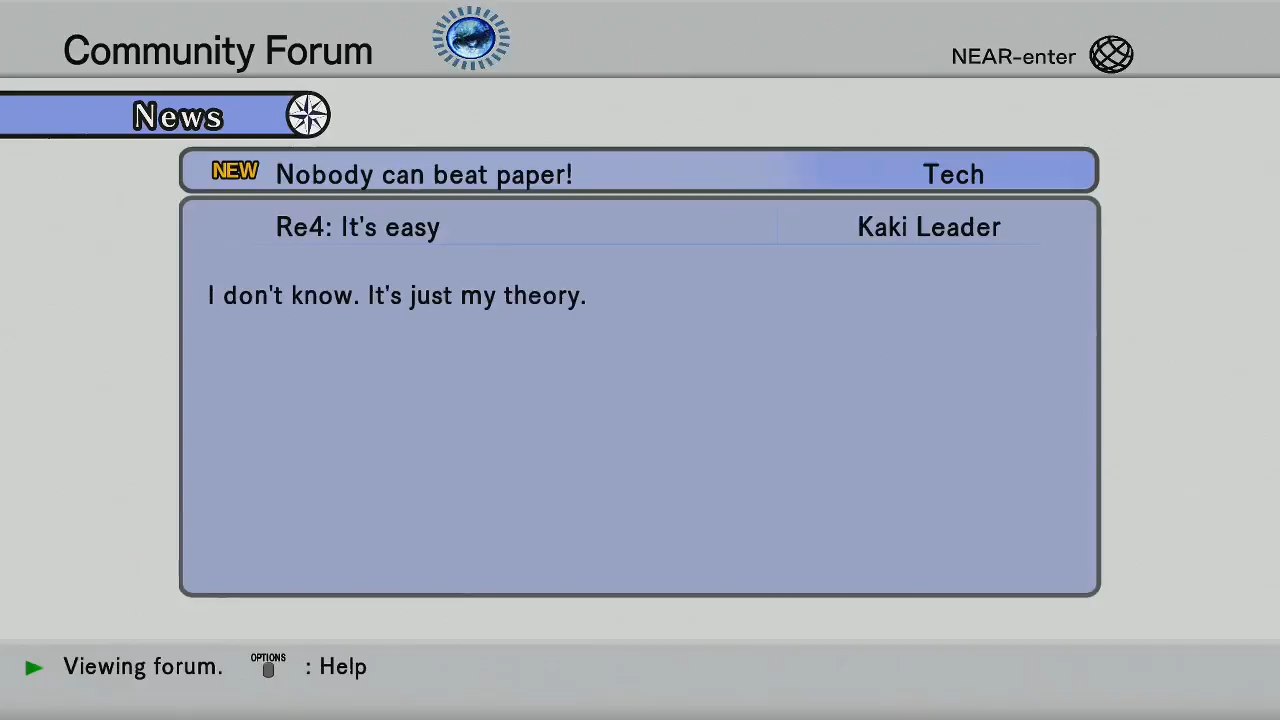 Community Forum
NEAR-enter
News
NEW Nobody can beat paper! Tech
Re4: It's easy Kaki Leader
I don't know. It's just my theory.
Viewing forum. OPTIONS : Help